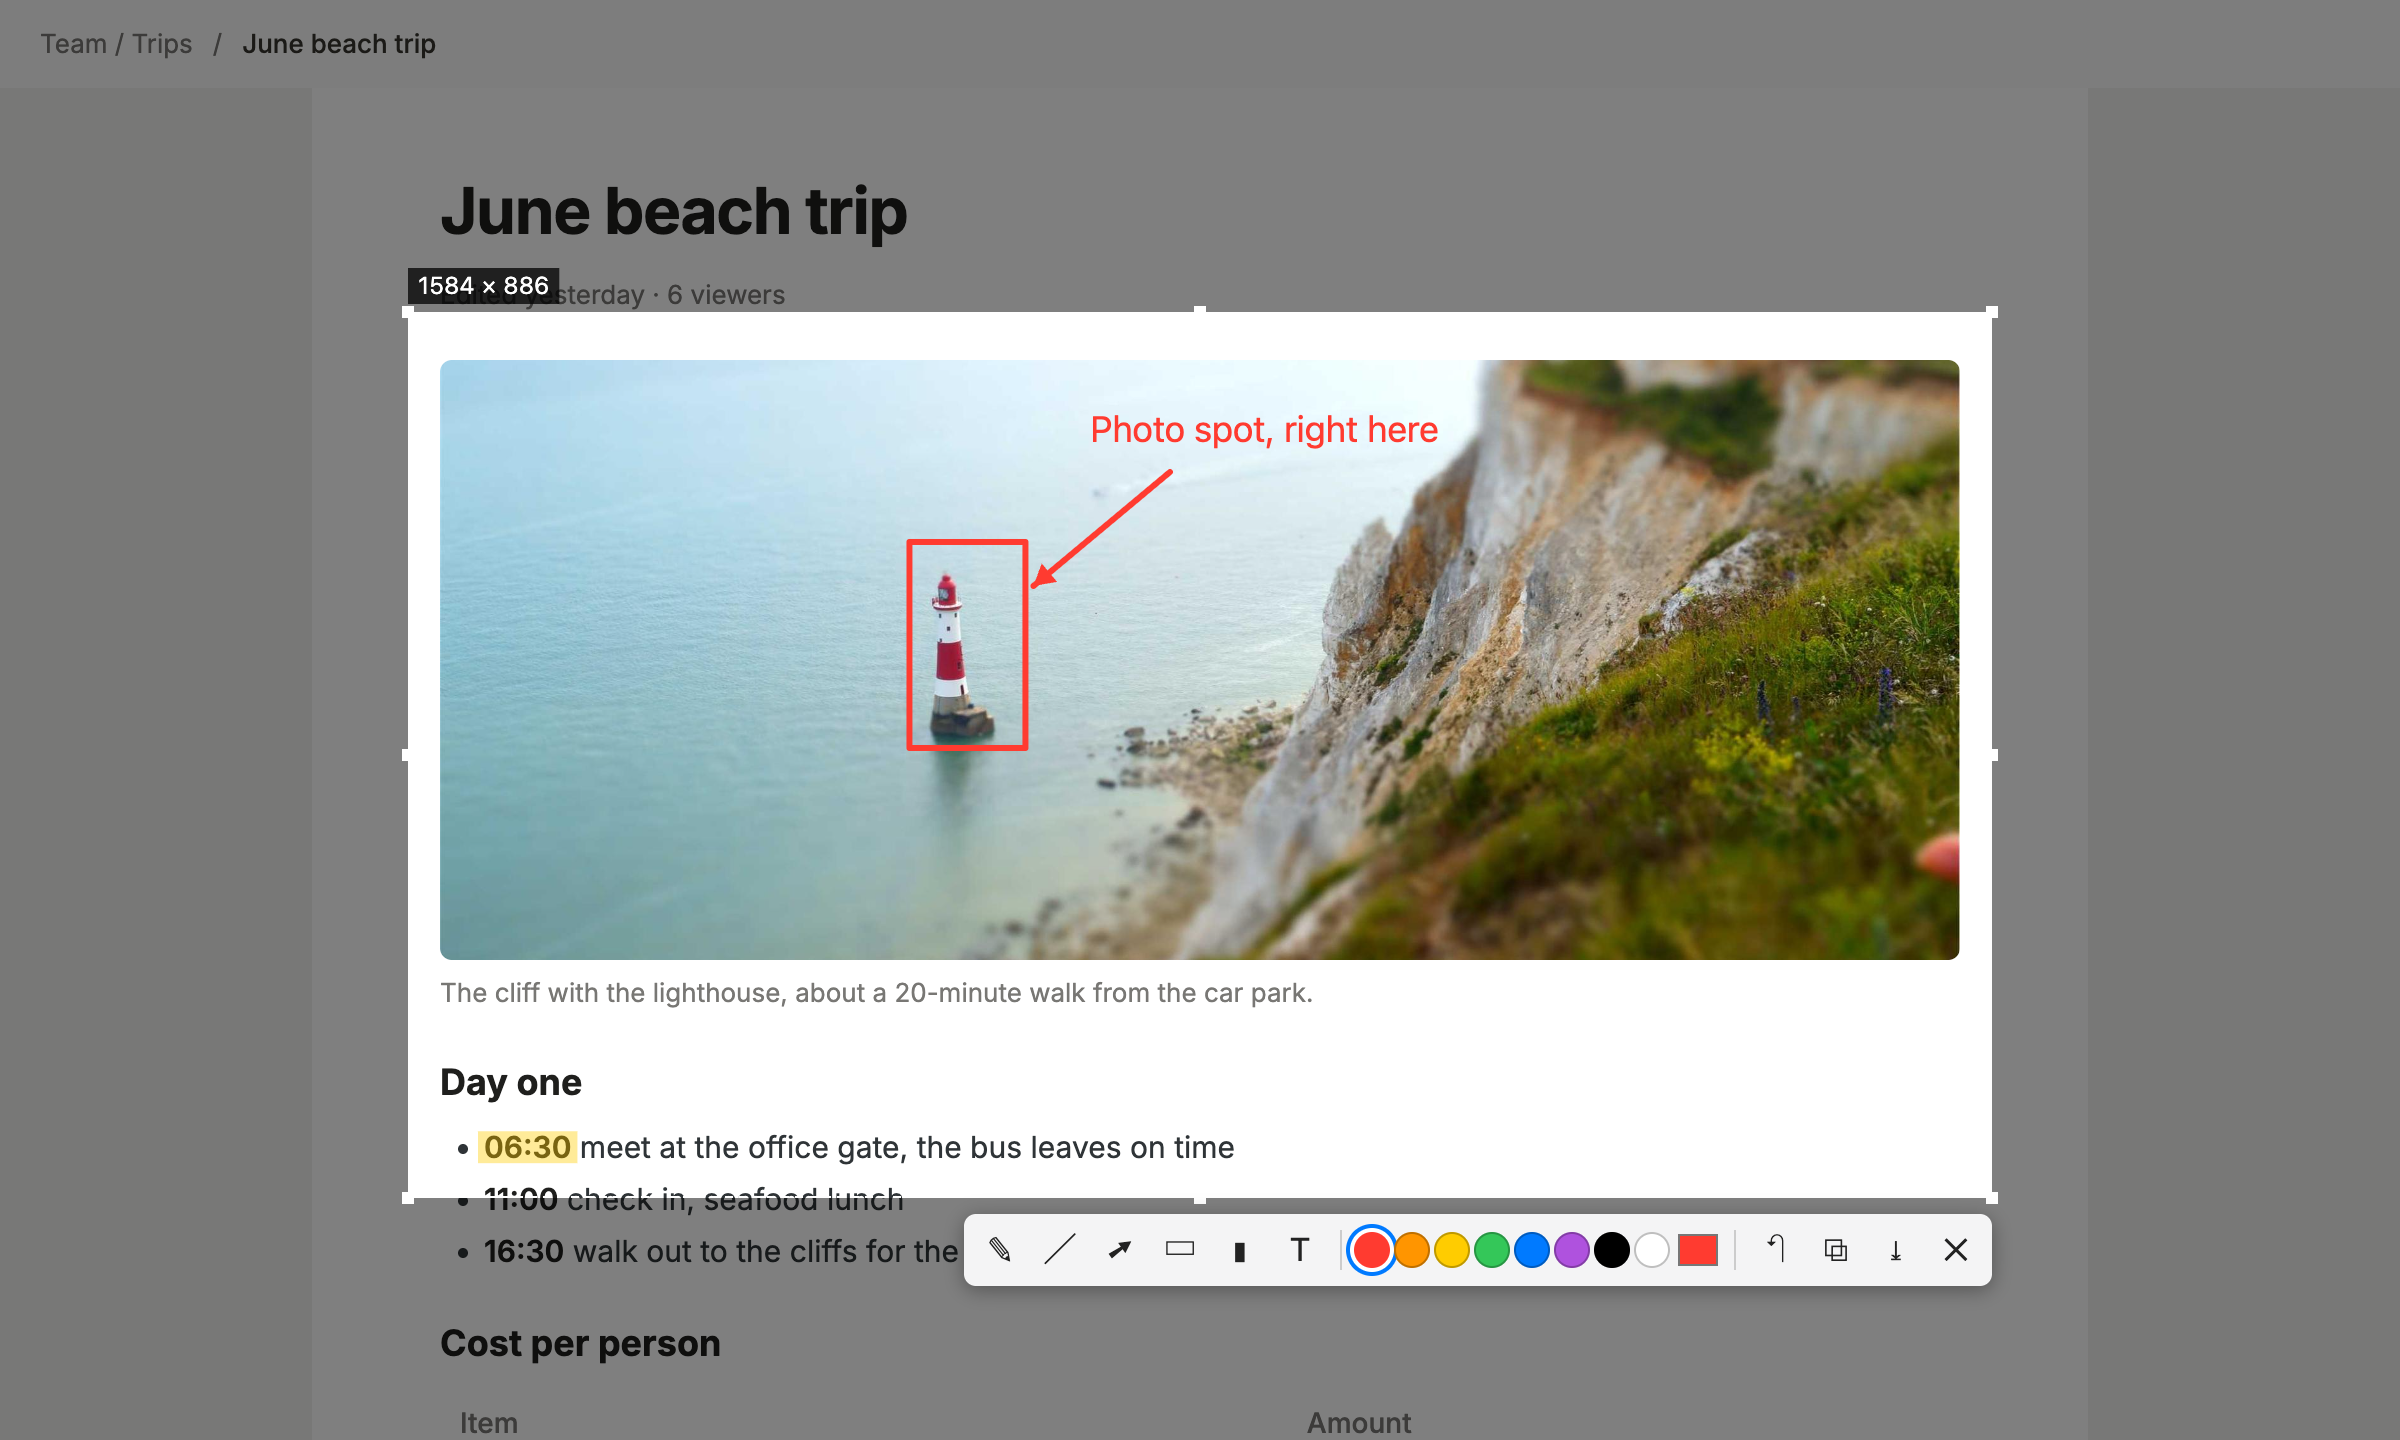 Team / Trips / June beach trip
June beach trip
1584 × 886
yesterday · 6 viewers
Photo spot, right here
The cliff with the lighthouse, about a 20-minute walk from the car park.
Day one
• 06:30 meet at the office gate, the bus leaves on time
• 11:00 check in, seafood lunch
• 16:30 walk out to the cliffs for the
T
Cost per person
Item Amount